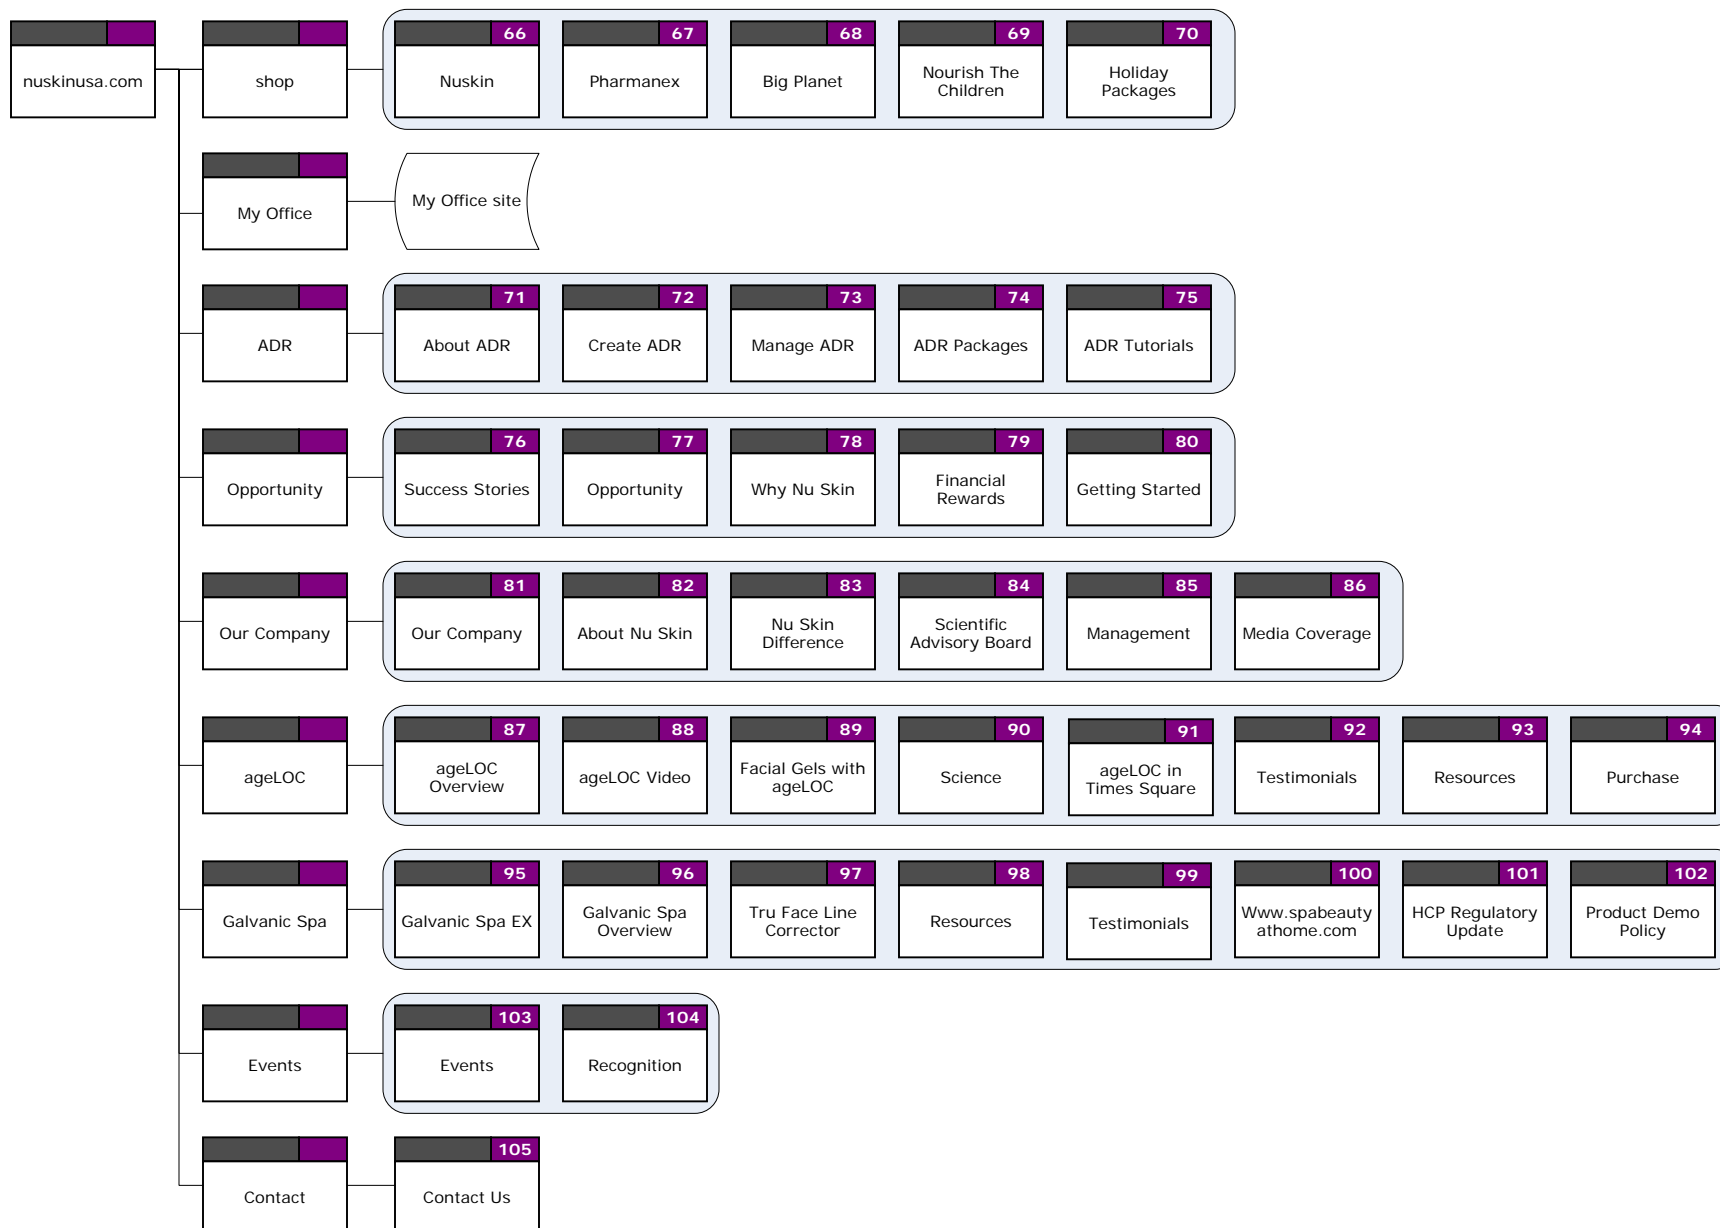 nuskinusa.com
shop
66
Nuskin
67
Pharmanex
68
Big Planet
69
Nourish The
Children
70
Holiday
Packages
My Office
My Office site
ADR
71
About ADR
72
Create ADR
73
Manage ADR
74
ADR Packages
75
ADR Tutorials
Opportunity
76
Success Stories
77
Opportunity
78
Why Nu Skin
79
Financial
Rewards
80
Getting Started
Our Company
81
Our Company
82
About Nu Skin
83
Nu Skin
Difference
84
Scientific
Advisory Board
85
Management
86
Media Coverage
ageLOC
87
ageLOC
Overview
88
ageLOC Video
89
Facial Gels with
ageLOC
90
Science
91
ageLOC in
Times Square
92
Testimonials
93
Resources
94
Purchase
Galvanic Spa
95
Galvanic Spa EX
96
Galvanic Spa
Overview
97
Tru Face Line
Corrector
98
Resources
99
Testimonials
100
Www.spabeauty
athome.com
101
HCP Regulatory
Update
102
Product Demo
Policy
Events
103
Events
104
Recognition
Contact
105
Contact Us